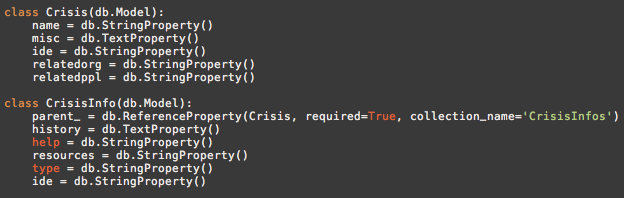 class Crisis(db.Model):
    name = db.StringProperty()
    misc = db.TextProperty()
    ide = db.StringProperty()
    relatedorg = db.StringProperty()
    relatedppl = db.StringProperty()

class CrisisInfo(db.Model):
    parent_ = db.ReferenceProperty(Crisis, required=True, collection_name='CrisisInfos')
    history = db.TextProperty()
    help = db.StringProperty()
    resources = db.StringProperty()
    type = db.StringProperty()
    ide = db.StringProperty()